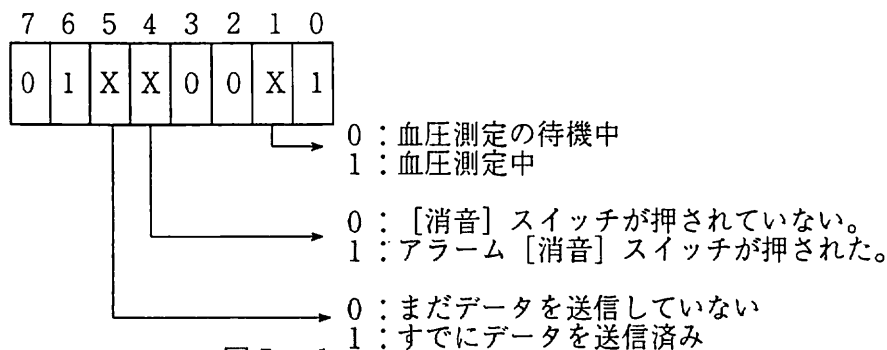 7 6 5 4 3 2 1 0
0 1 X X 0 0 X 1
0：血圧測定の待機中
1：血圧測定中
0：［消音］スイッチが押されていない。
1：アラーム［消音］スイッチが押された。
0：まだデータを送信していない
1：すでにデータを送信済み